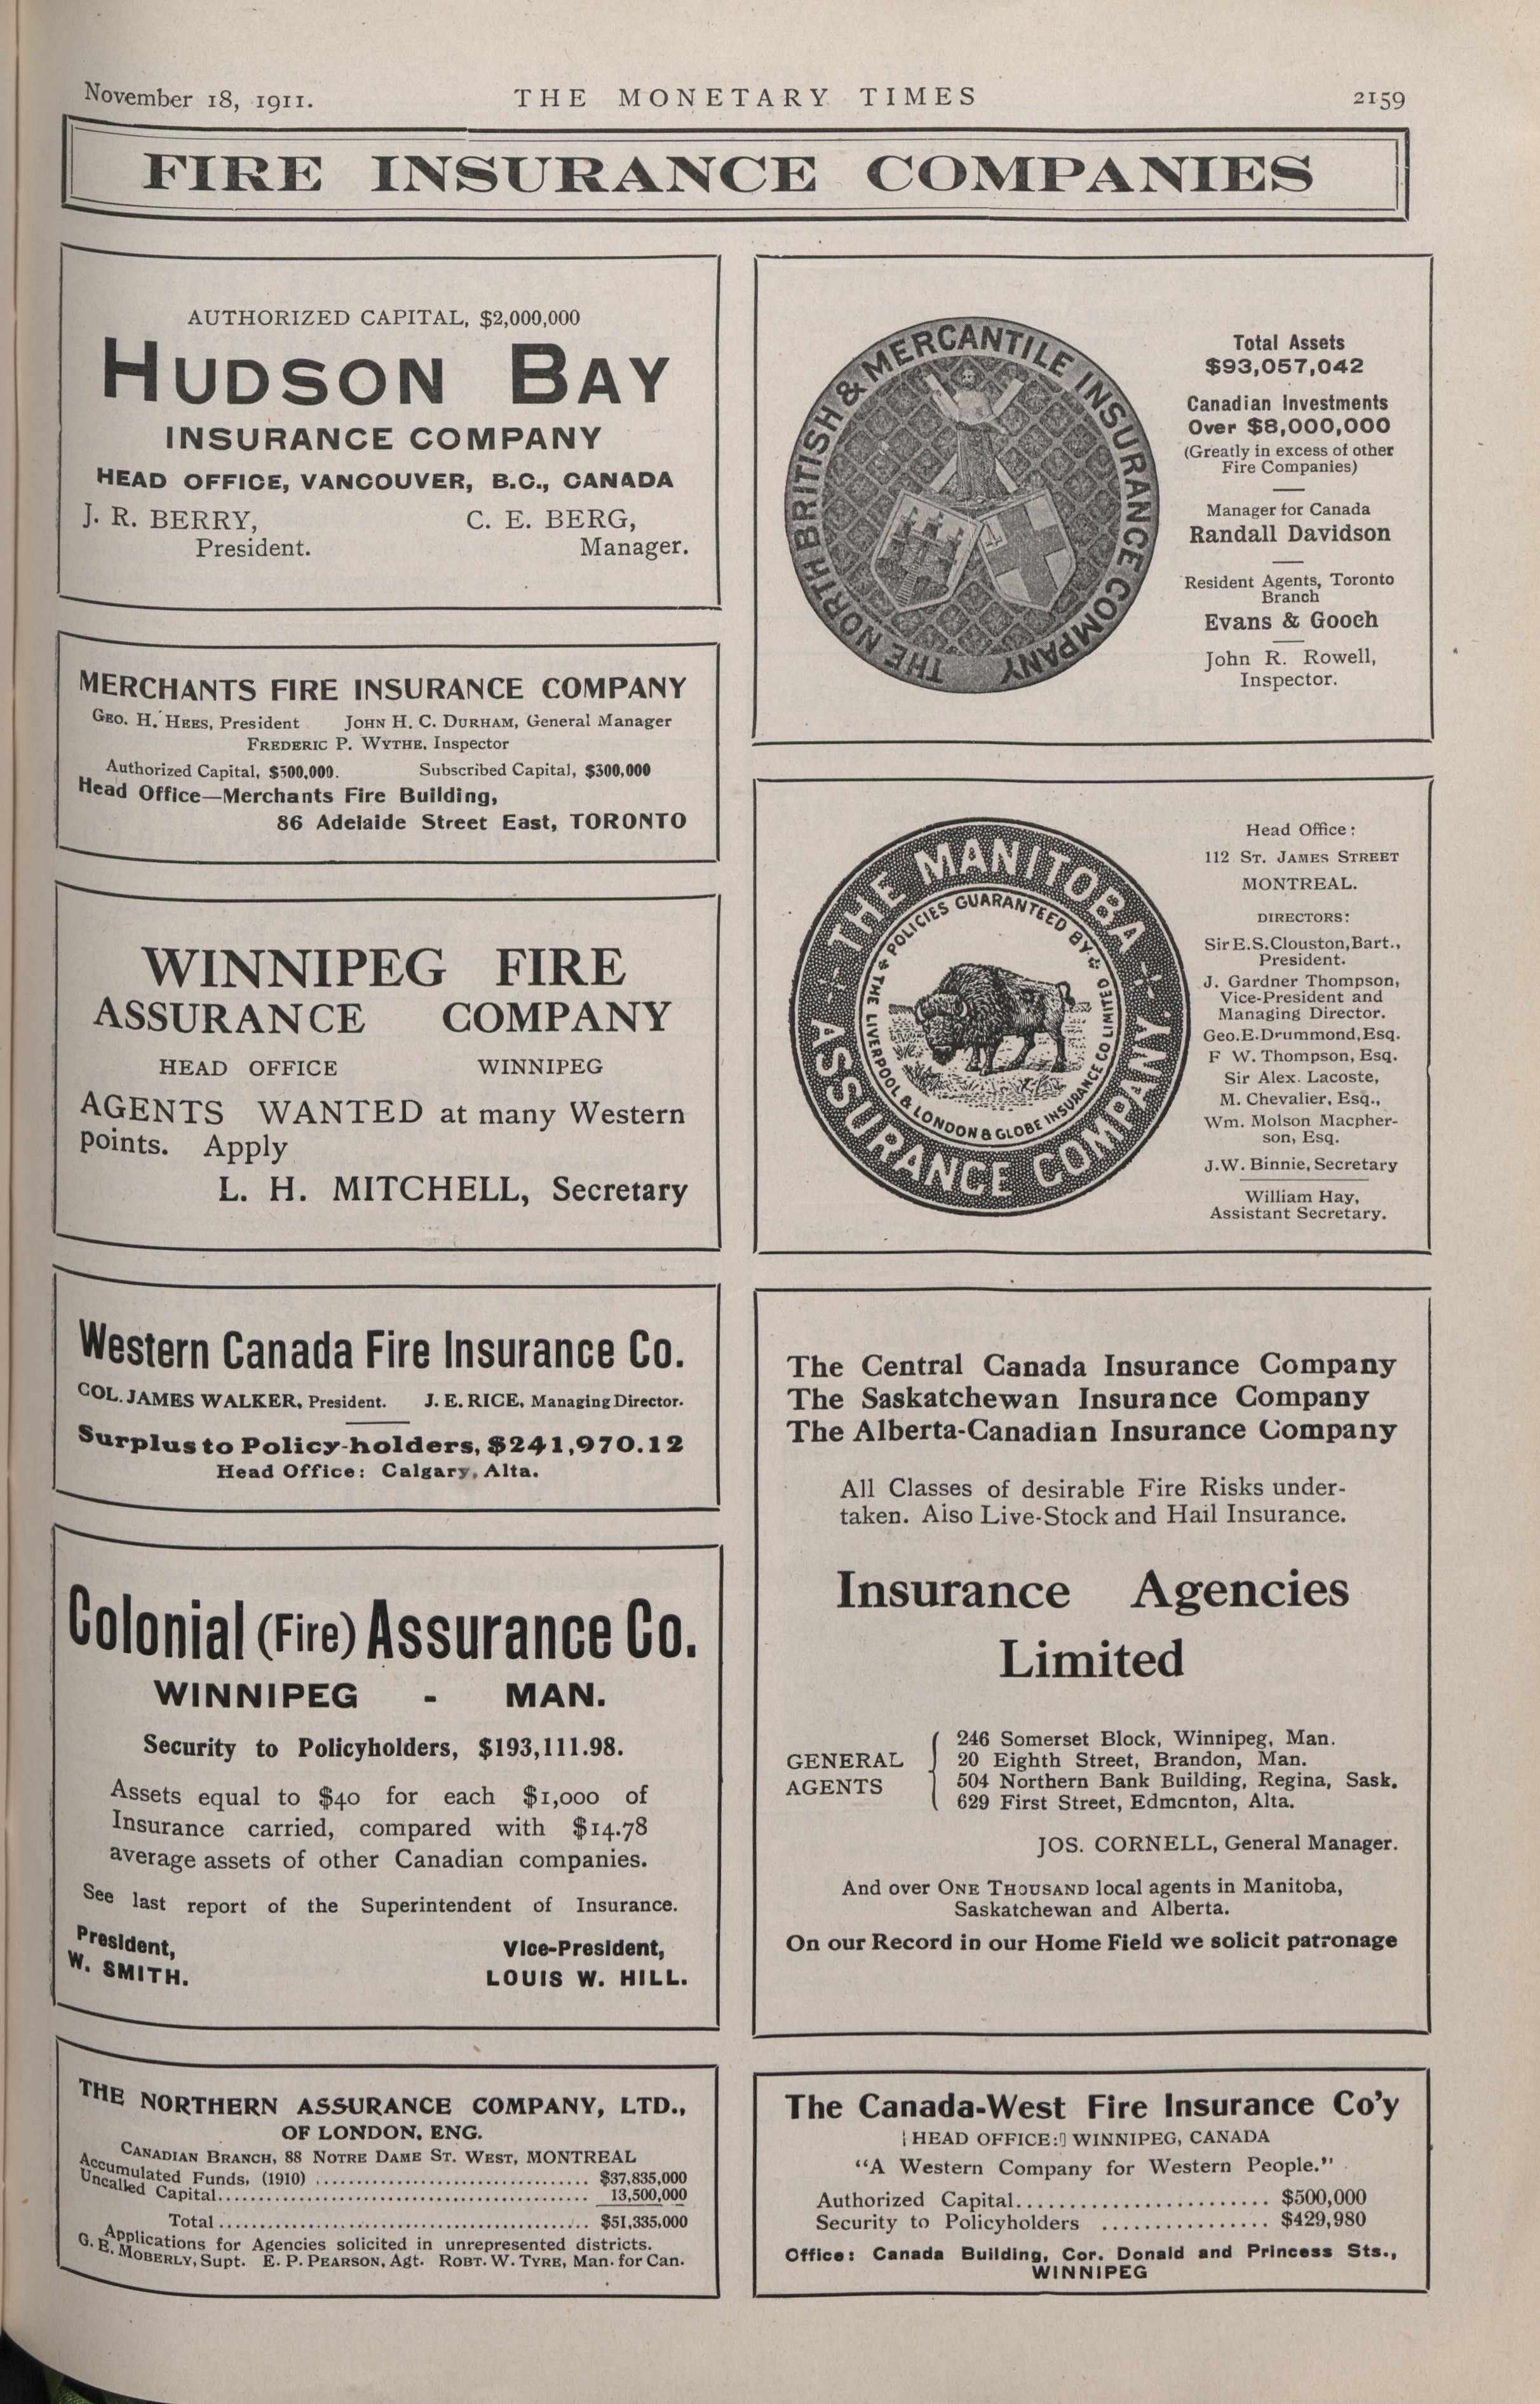 November 18, 1911.
THE MONETARY TIMES
2159
FIRE INSURANCE COMPANIES
AUTHORIZED CAPITAL, $2,000,000
HUDSON BAY
INSURANCE COMPANY
HEAD OFFICE, VANCOUVER, B.C., CANADA
J. R. BERRY, C. E. BERG,
President. Manager.
MERCHANTS FIRE INSURANCE COMPANY
GEO. H. HEES, President JOHN H. C. DURHAM, General Manager
FREDERIC P. WYTHE, Inspector
Authorized Capital, $500,000. Subscribed Capital, $300,000
Head Office—Merchants Fire Building,
86 Adelaide Street East, TORONTO
WINNIPEG FIRE
ASSURANCE COMPANY
HEAD OFFICE WINNIPEG
AGENTS WANTED at many Western
points. Apply
L. H. MITCHELL, Secretary
Western Canada Fire Insurance Co.
COL. JAMES WALKER, President. J. E. RICE, Managing Director.
Surplus to Policy-holders, $241,970.12
Head Office: Calgary, Alta.
Colonial (Fire) Assurance Co.
WINNIPEG - MAN.
Security to Policyholders, $193,111.98.
Assets equal to $40 for each $1,000 of
Insurance carried, compared with $14.78
average assets of other Canadian companies.
See last report of the Superintendent of Insurance.
President, Vice-President,
W. SMITH. LOUIS W. HILL.
THE NORTHERN ASSURANCE COMPANY, LTD.,
OF LONDON, ENG.
CANADIAN BRANCH, 88 NOTRE DAME ST. WEST, MONTREAL
Accumulated Funds, (1910) ................................ $37,835,000
Uncalled Capital............................................ 13,500,000
Total ............................................ $51,335,000
Applications for Agencies solicited in unrepresented districts.
G. E. MOBERLY, Supt. E. P. PEARSON, Agt. ROBT. W. TYRE, Man. for Can.
THE NORTH BRITISH & MERCANTILE INSURANCE COMPANY
Total Assets
$93,057,042
Canadian Investments
Over $8,000,000
(Greatly in excess of other
Fire Companies)
Manager for Canada
Randall Davidson
Resident Agents, Toronto
Branch
Evans & Gooch
John R. Rowell,
Inspector.
THE MANITOBA ASSURANCE COMPANY
POLICIES GUARANTEED BY
THE LIVERPOOL & LONDON & GLOBE INSURANCE CO LIMITED
Head Office:
112 ST. JAMES STREET
MONTREAL.
DIRECTORS:
Sir E.S.Clouston, Bart.,
President.
J. Gardner Thompson,
Vice-President and
Managing Director.
Geo.E.Drummond, Esq.
F W. Thompson, Esq.
Sir Alex. Lacoste,
M. Chevalier, Esq.,
Wm. Molson Macpher-
son, Esq.
J.W. Binnie, Secretary
William Hay,
Assistant Secretary.
The Central Canada Insurance Company
The Saskatchewan Insurance Company
The Alberta-Canadian Insurance Company
All Classes of desirable Fire Risks under-
taken. Also Live-Stock and Hail Insurance.
Insurance Agencies
Limited
GENERAL
AGENTS
246 Somerset Block, Winnipeg, Man.
20 Eighth Street, Brandon, Man.
504 Northern Bank Building, Regina, Sask.
629 First Street, Edmonton, Alta.
JOS. CORNELL, General Manager.
And over ONE THOUSAND local agents in Manitoba,
Saskatchewan and Alberta.
On our Record in our Home Field we solicit patronage
The Canada-West Fire Insurance Co'y
HEAD OFFICE: WINNIPEG, CANADA
"A Western Company for Western People."
Authorized Capital......................... $500,000
Security to Policyholders ................. $429,980
Office: Canada Building, Cor. Donald and Princess Sts.,
WINNIPEG